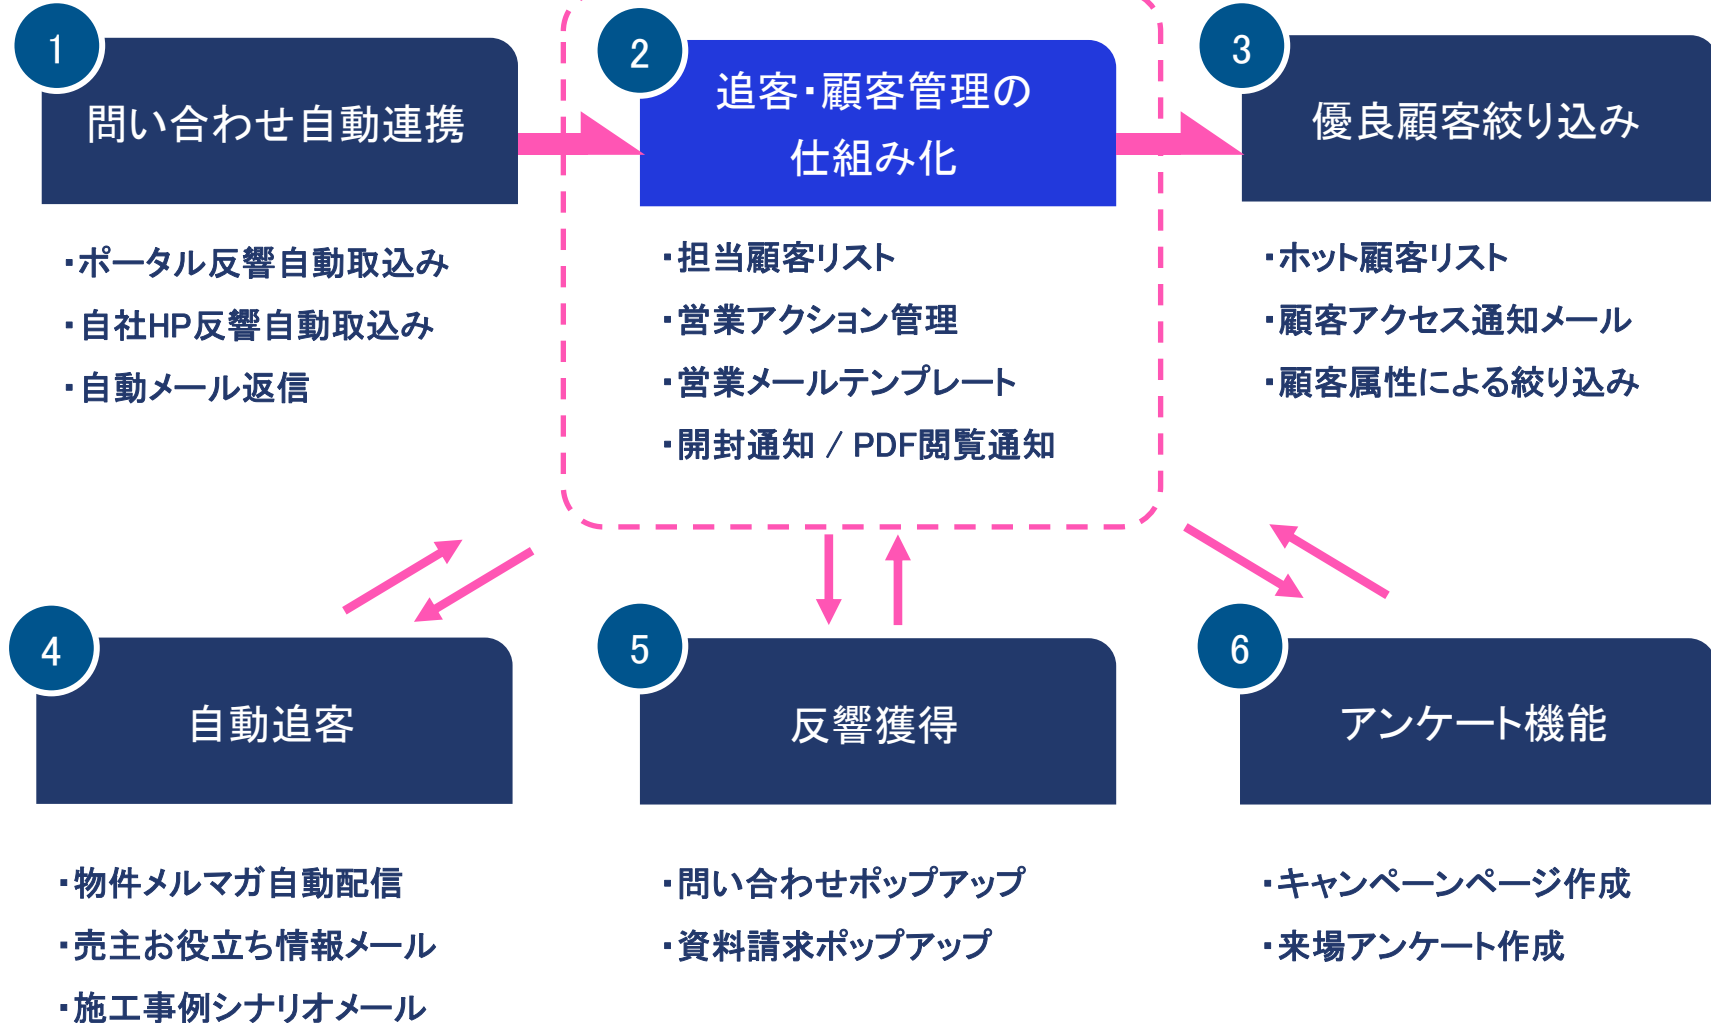 1
問い合わせ自動連携
・ポータル反響自動取込み
・自社HP反響自動取込み
・自動メール返信
2
追客・顧客管理の
仕組み化
・担当顧客リスト
・営業アクション管理
・営業メールテンプレート
・開封通知 / PDF閲覧通知
3
優良顧客絞り込み
・ホット顧客リスト
・顧客アクセス通知メール
・顧客属性による絞り込み
4
自動追客
・物件メルマガ自動配信
・売主お役立ち情報メール
・施工事例シナリオメール
5
反響獲得
・問い合わせポップアップ
・資料請求ポップアップ
6
アンケート機能
・キャンペーンページ作成
・来場アンケート作成